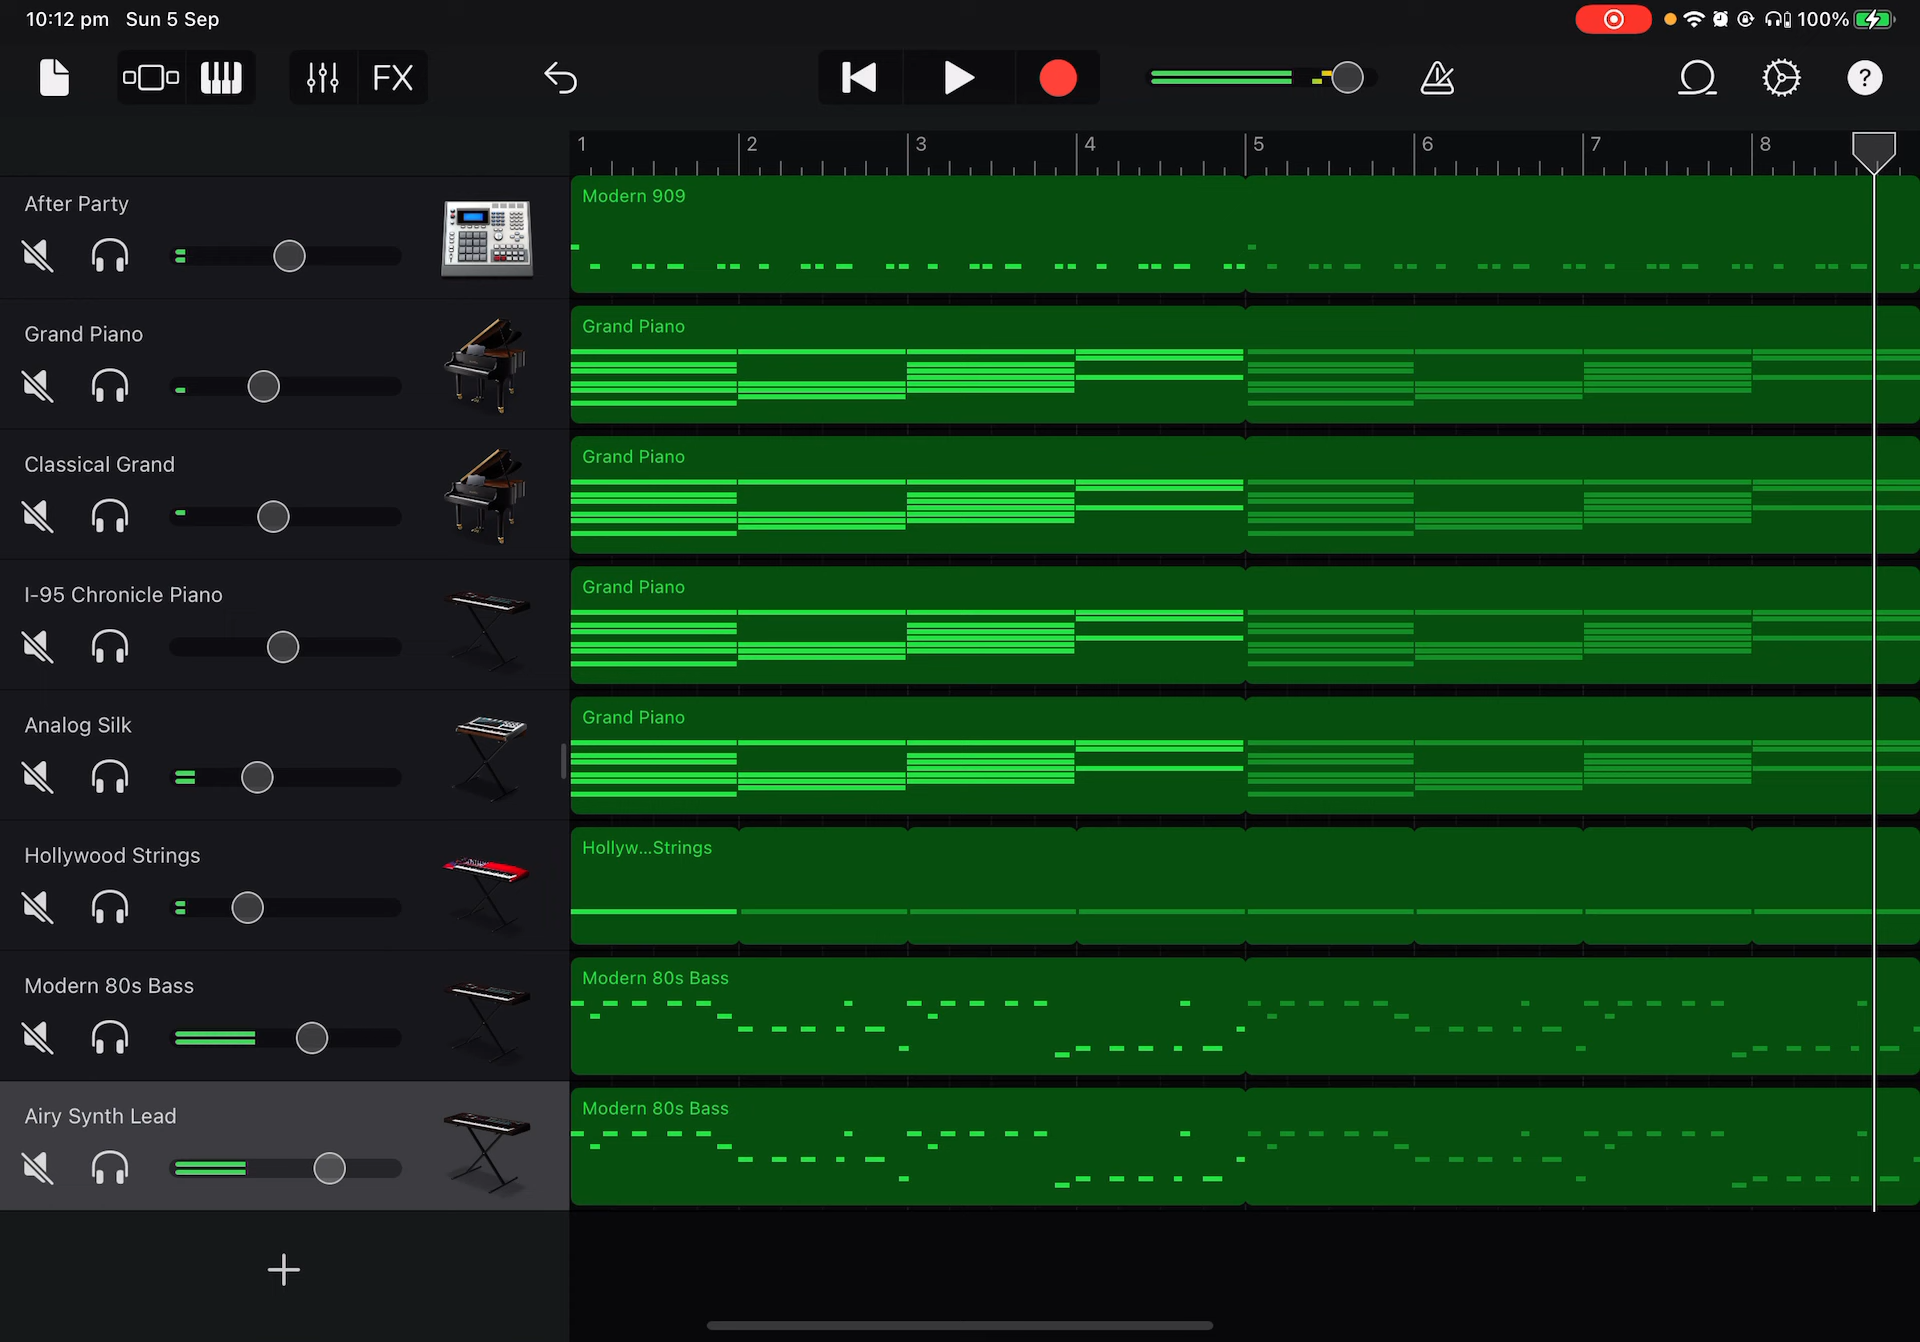 10:12 pm Sun 5 Sep
100%
FX
?
1 2 3 4 5 6 7 8
After Party
Modern 909
Grand Piano
Grand Piano
Classical Grand
Grand Piano
I-95 Chronicle Piano
Grand Piano
Analog Silk
Grand Piano
Hollywood Strings
Hollyw...Strings
Modern 80s Bass
Modern 80s Bass
Airy Synth Lead
Modern 80s Bass